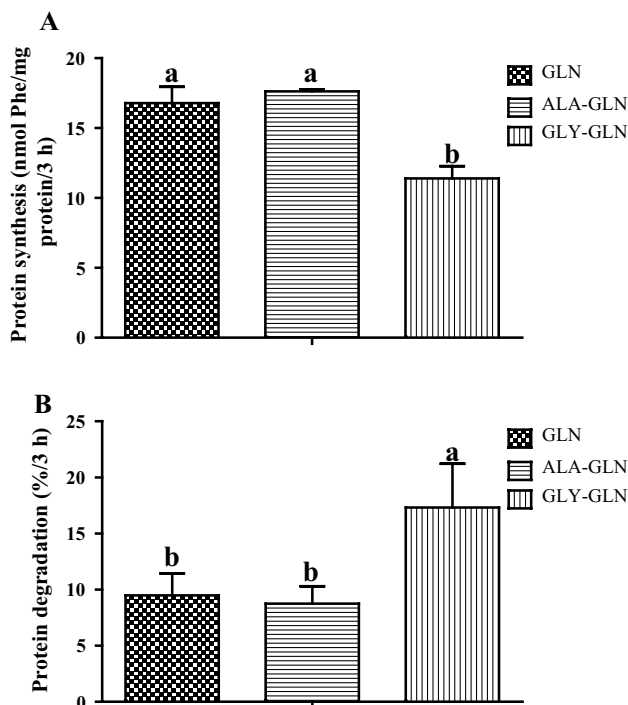 A
Protein synthesis (nmol Phe/mg
protein/3 h)
20
15
10
5
0
a
a
b
GLN
ALA-GLN
GLY-GLN
B
Protein degradation (%/3 h)
25
20
15
10
5
0
b
b
a
GLN
ALA-GLN
GLY-GLN